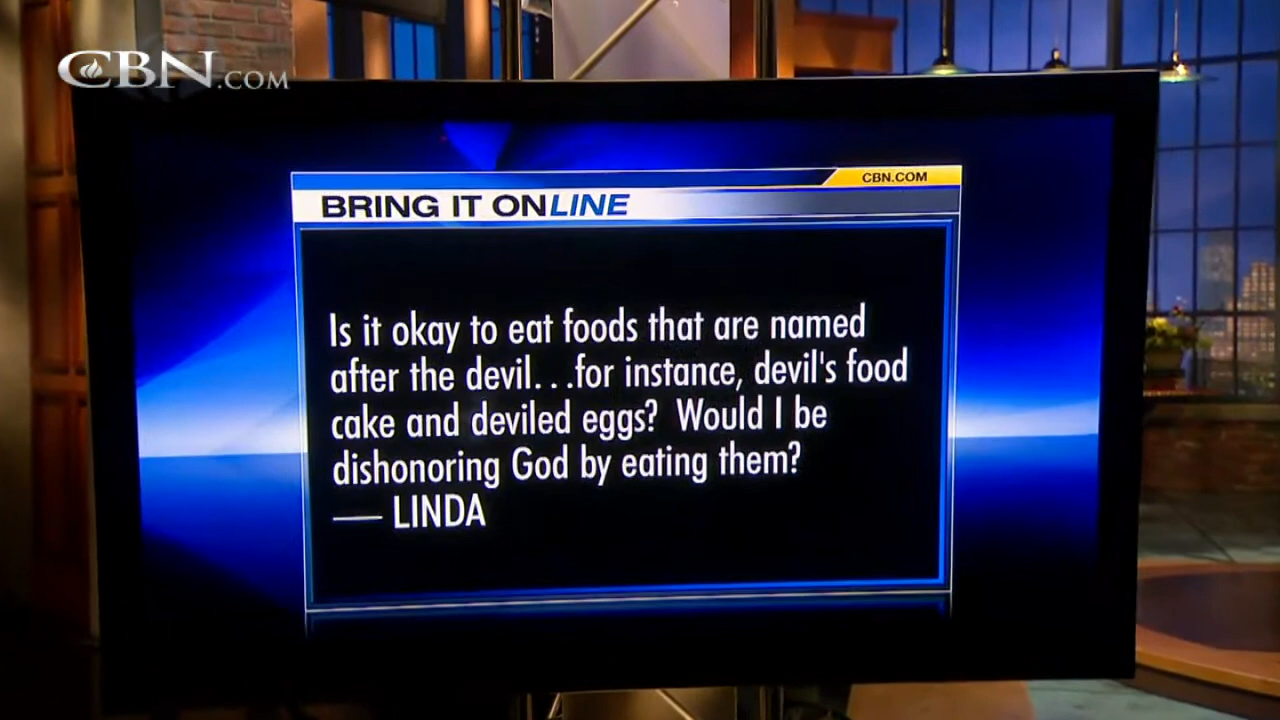 CBN.COM
CBN.COM
BRING IT ONLINE
Is it okay to eat foods that are named
after the devil...for instance, devil's food
cake and deviled eggs? Would I be
dishonoring God by eating them?
— LINDA